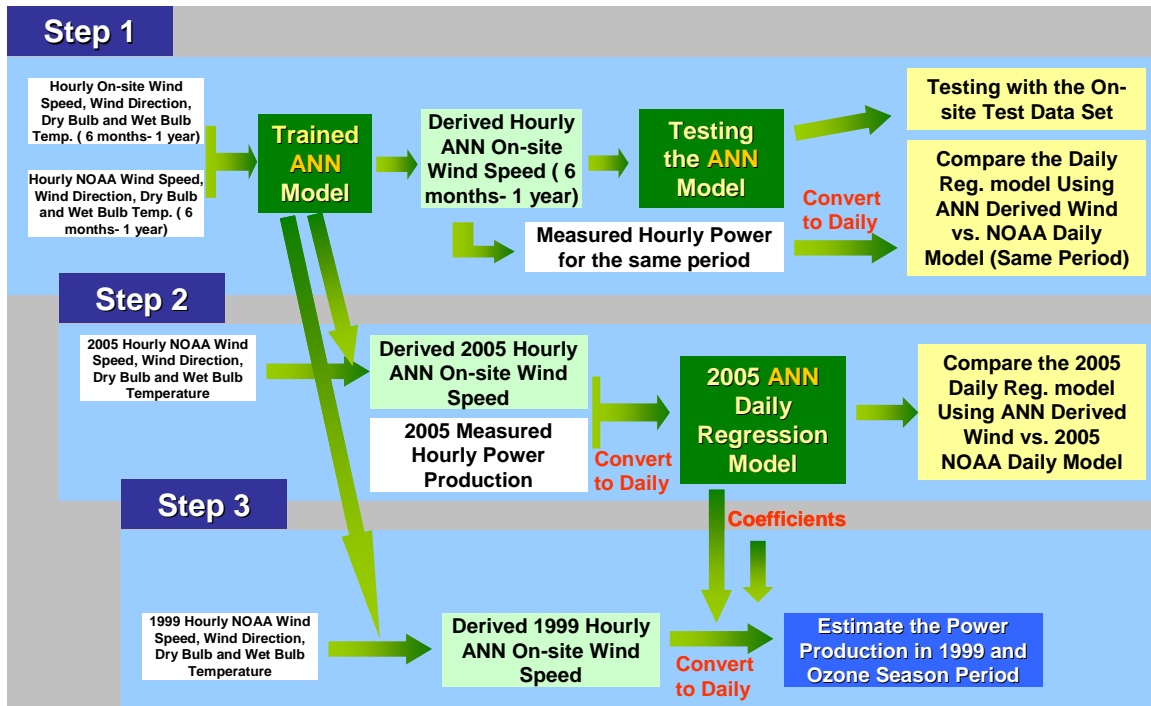 Step 1
Hourly On-site Wind
Speed, Wind Direction,
Dry Bulb and Wet Bulb
Temp. ( 6 months- 1 year)
Hourly NOAA Wind Speed,
Wind Direction, Dry Bulb
and Wet Bulb Temp. ( 6
months- 1 year)
Trained
ANN
Model
Derived Hourly
ANN On-site
Wind Speed ( 6
months- 1 year)
Testing
the ANN
Model
Testing with the On-
site Test Data Set
Measured Hourly Power
for the same period
Convert
to Daily
Compare the Daily
Reg. model Using
ANN Derived Wind
vs. NOAA Daily
Model (Same Period)
Step 2
2005 Hourly NOAA Wind
Speed, Wind Direction,
Dry Bulb and Wet Bulb
Temperature
Derived 2005 Hourly
ANN On-site Wind
Speed
2005 Measured
Hourly Power
Production
Convert
to Daily
2005 ANN
Daily
Regression
Model
Compare the 2005
Daily Reg. model
Using ANN Derived
Wind vs. 2005
NOAA Daily Model
Step 3
Coefficients
1999 Hourly NOAA Wind
Speed, Wind Direction,
Dry Bulb and Wet Bulb
Temperature
Derived 1999 Hourly
ANN On-site Wind
Speed
Convert
to Daily
Estimate the Power
Production in 1999 and
Ozone Season Period